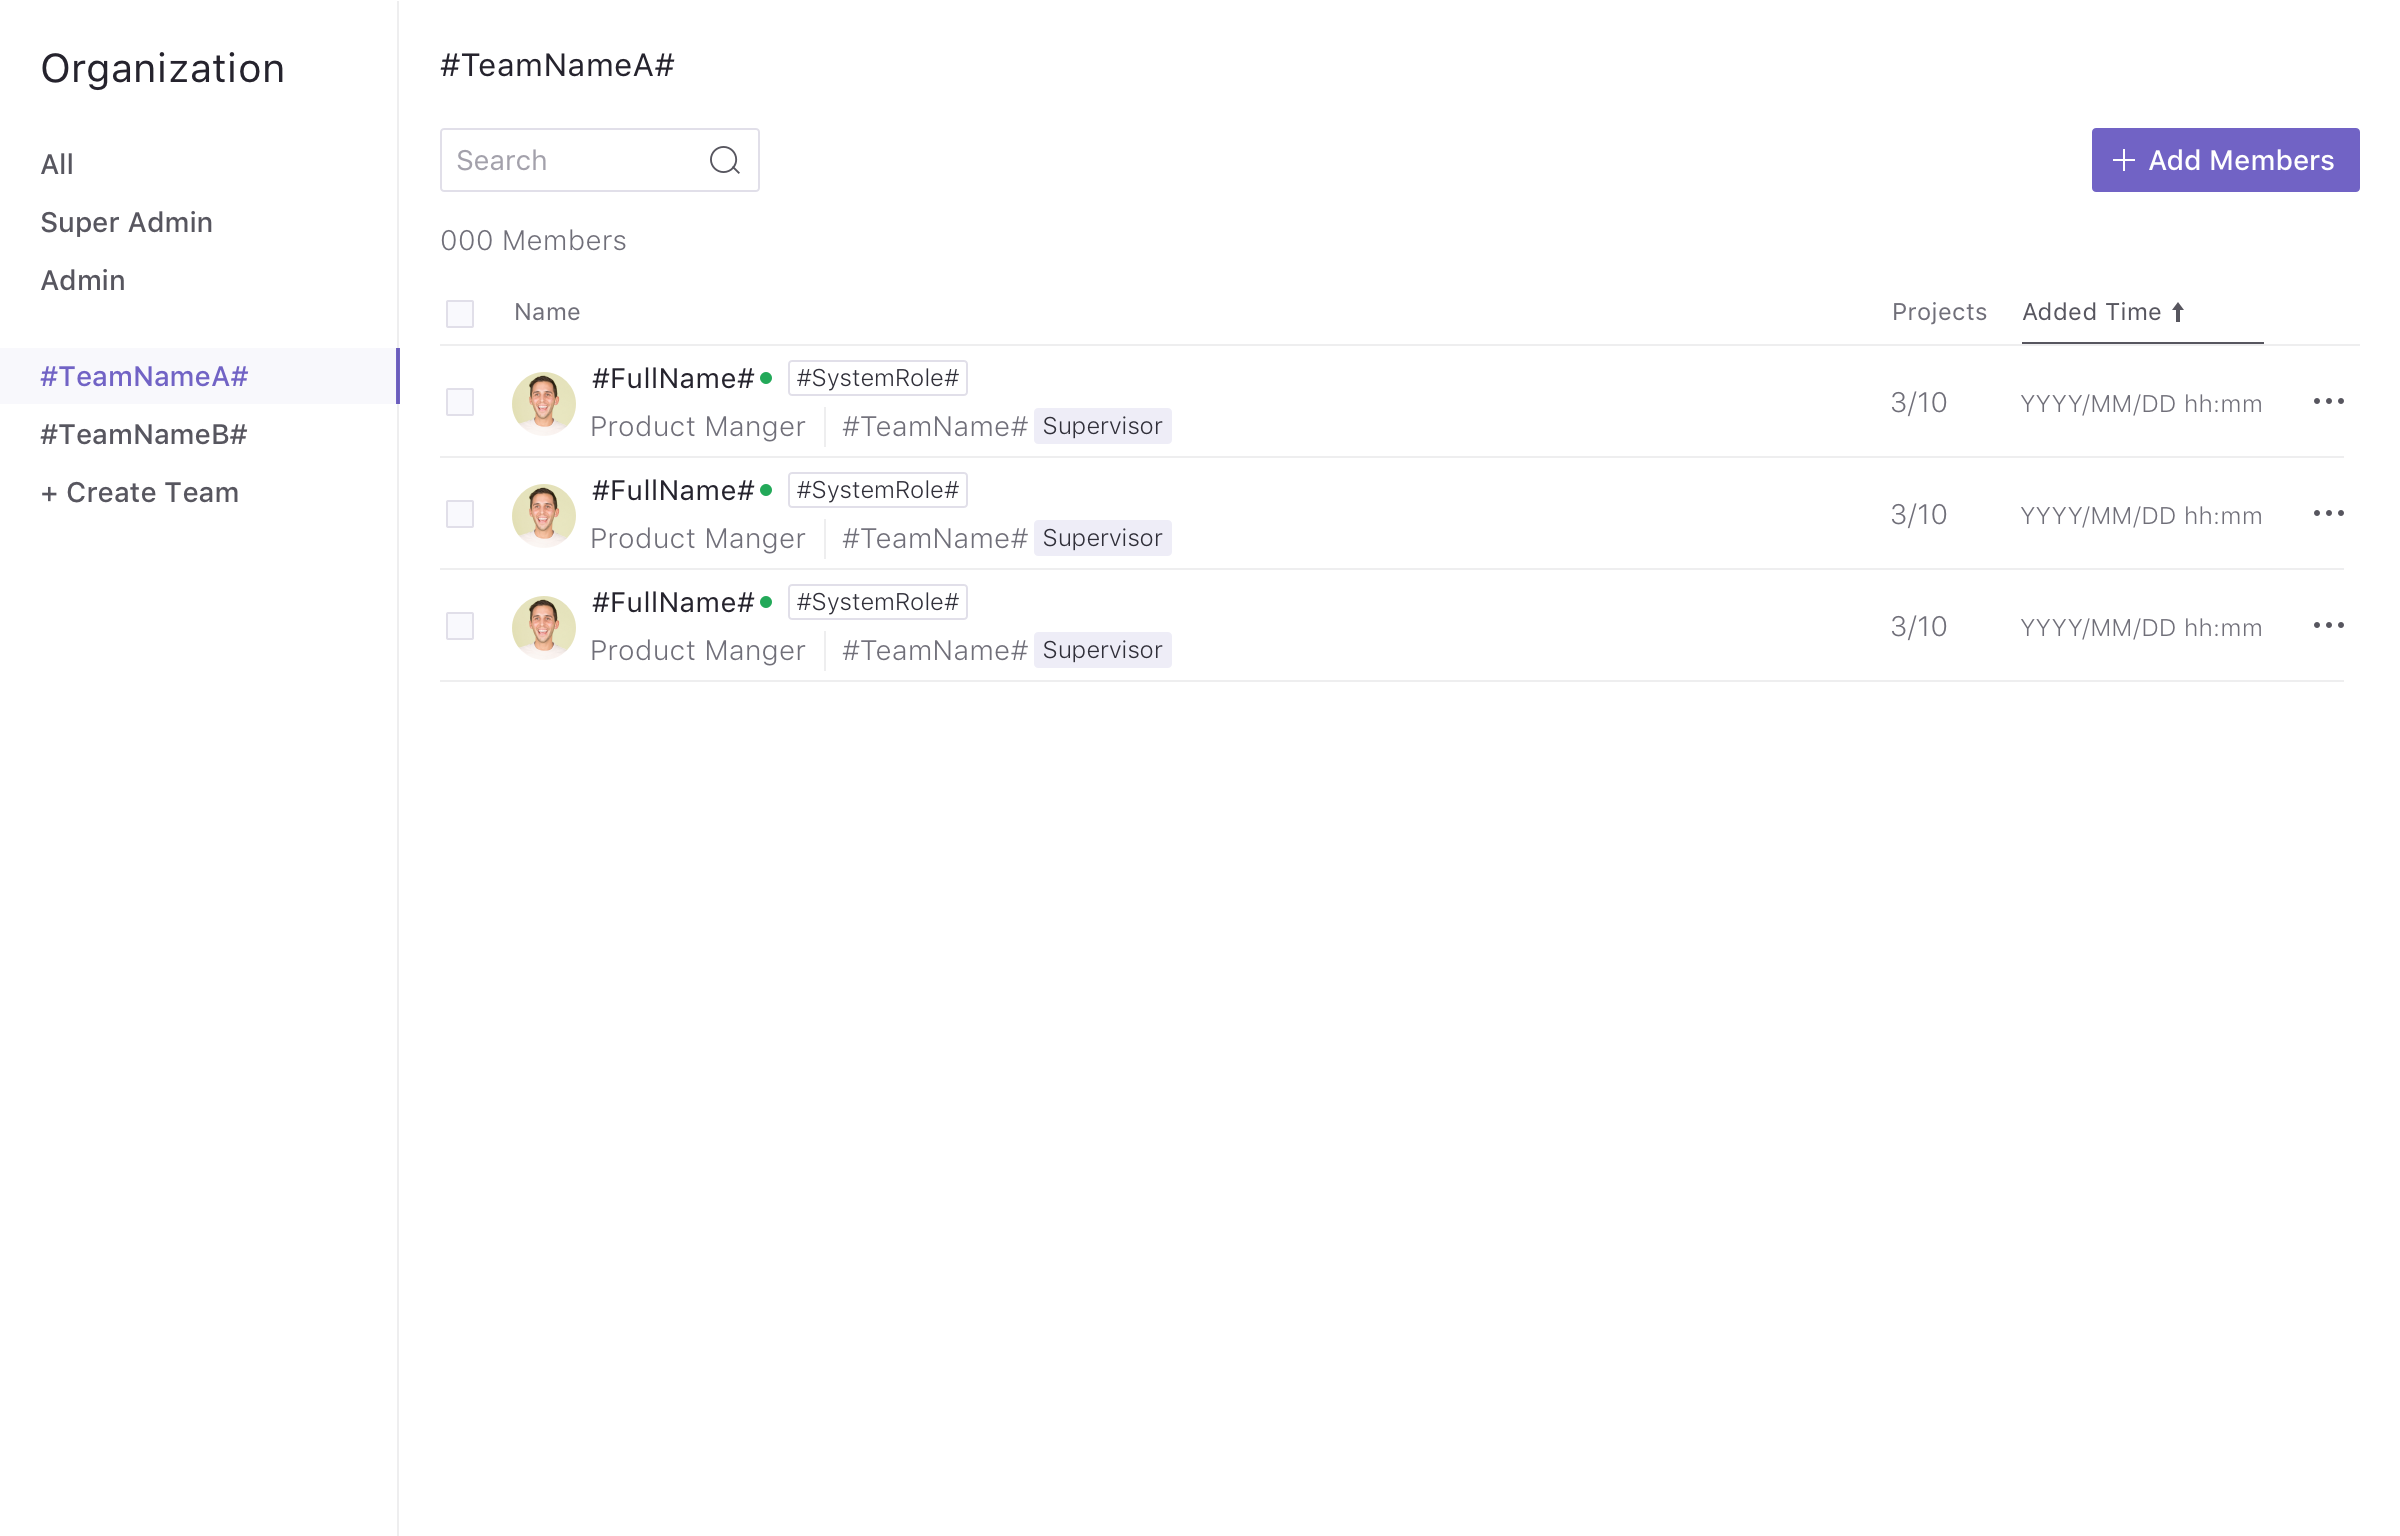 Organization
All
Super Admin
Admin
#TeamNameA#
#TeamNameB#
+ Create Team
#TeamNameA#
Search
+ Add Members
000 Members
Name Projects Added Time
#FullName# #SystemRole#
Product Manger #TeamName# Supervisor
3/10 YYYY/MM/DD hh:mm
#FullName# #SystemRole#
Product Manger #TeamName# Supervisor
3/10 YYYY/MM/DD hh:mm
#FullName# #SystemRole#
Product Manger #TeamName# Supervisor
3/10 YYYY/MM/DD hh:mm